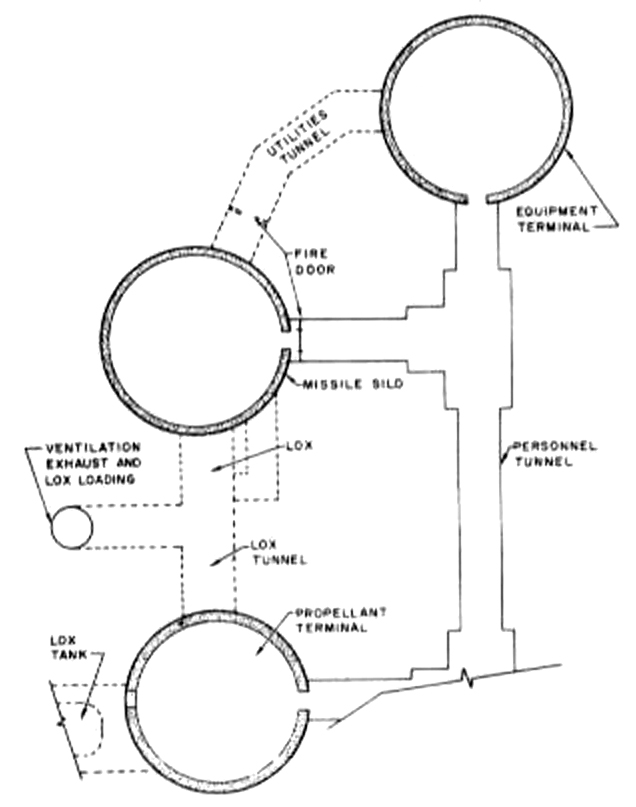 UTILITIES
TUNNEL
EQUIPMENT
TERMINAL
FIRE
DOOR
MISSILE SILO
VENTILATION
EXHAUST AND
LOX LOADING
LOX
PERSONNEL
TUNNEL
LOX
TUNNEL
PROPELLANT
TERMINAL
LOX
TANK